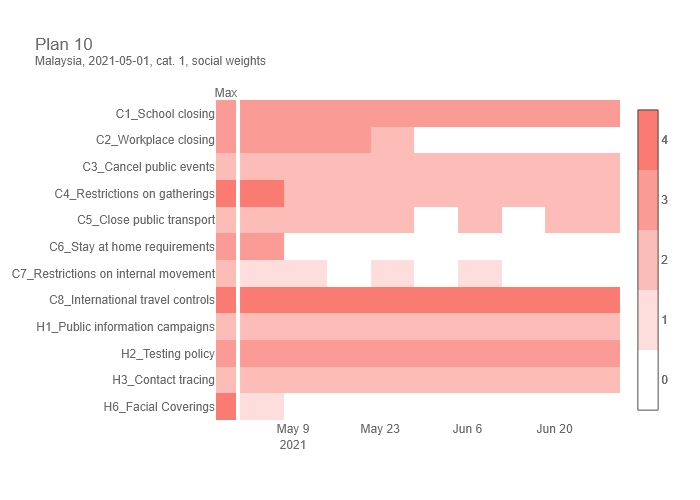 Plan 10
Malaysia, 2021-05-01, cat. 1, social weights
Max
C1_School closing
C2_Workplace closing
C3_Cancel public events
C4_Restrictions on gatherings
C5_Close public transport
C6_Stay at home requirements
C7_Restrictions on internal movement
C8_International travel controls
H1_Public information campaigns
H2_Testing policy
H3_Contact tracing
H6_Facial Coverings
May 9
2021
May 23
Jun 6
Jun 20
4
3
2
1
0